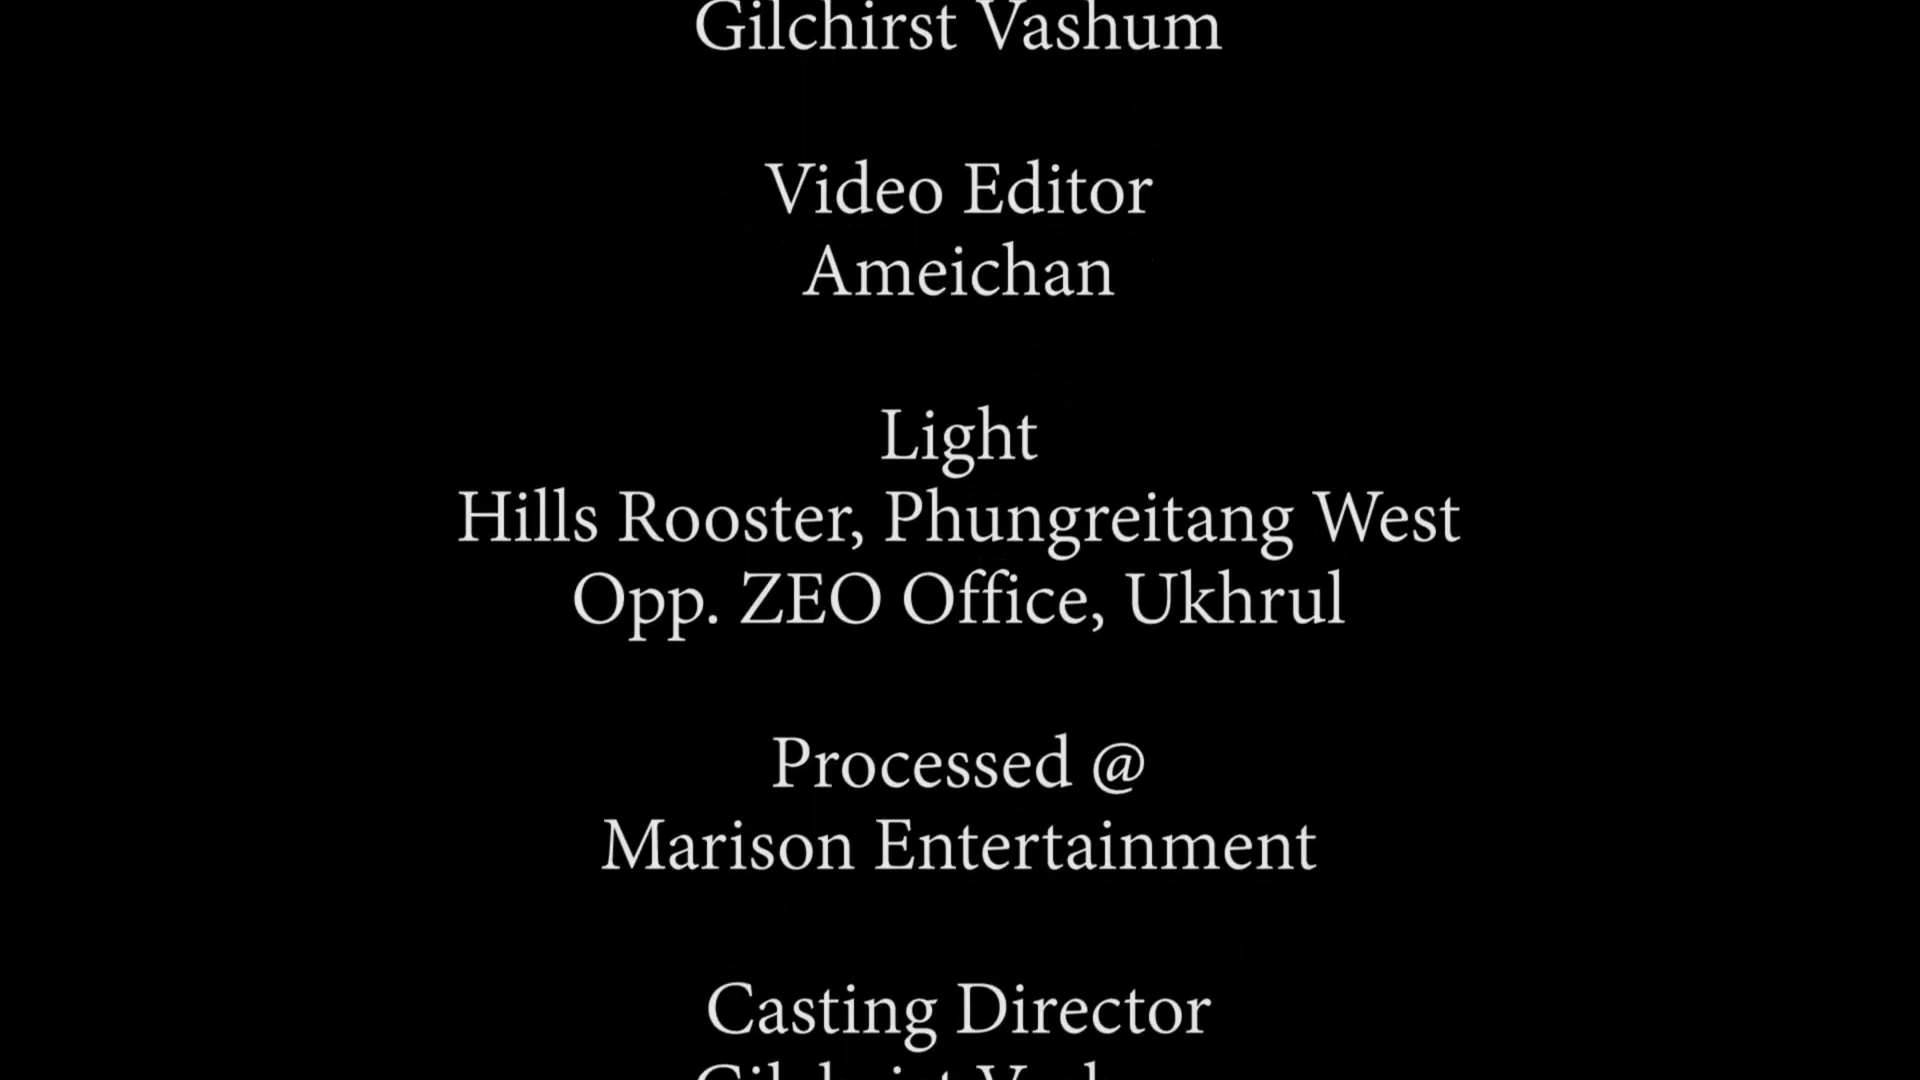 Gilchirst Vashum
Video Editor
Ameichan
Light
Hills Rooster, Phungreitang West
Opp. ZEO Office, Ukhrul
Processed @
Marison Entertainment
Casting Director